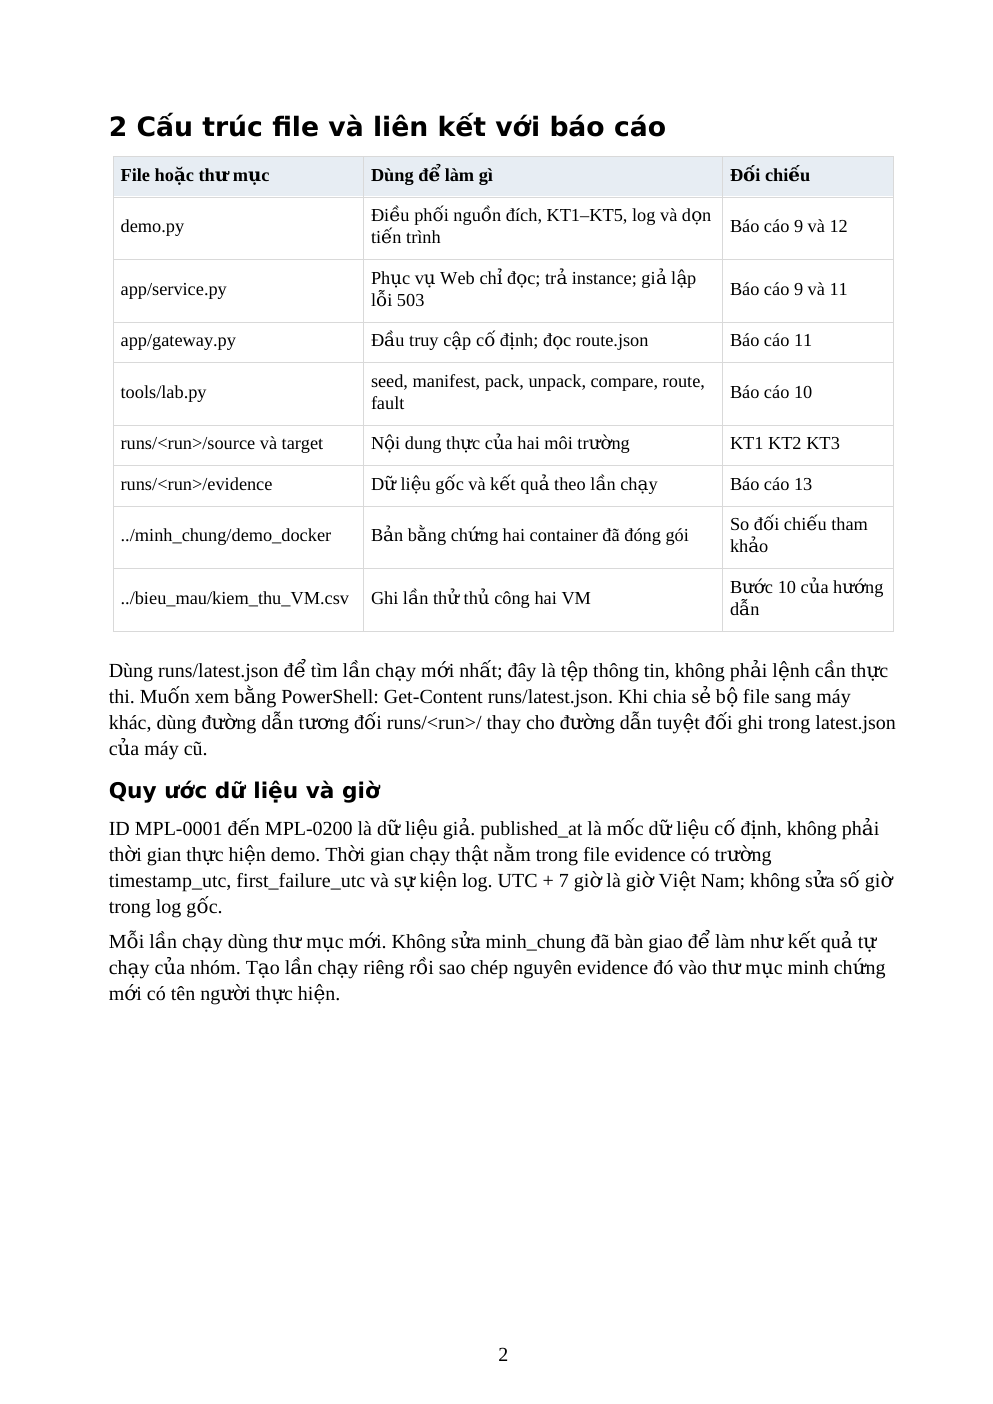 2 Cấu trúc file và liên kết với báo cáo
File hoặc thư mục Dùng để làm gì Đối chiếu
demo.py Điều phối nguồn đích, KT1–KT5, log và dọn tiến trình Báo cáo 9 và 12
app/service.py Phục vụ Web chỉ đọc; trả instance; giả lập lỗi 503 Báo cáo 9 và 11
app/gateway.py Đầu truy cập cố định; đọc route.json Báo cáo 11
tools/lab.py seed, manifest, pack, unpack, compare, route, fault Báo cáo 10
runs/<run>/source và target Nội dung thực của hai môi trường KT1 KT2 KT3
runs/<run>/evidence Dữ liệu gốc và kết quả theo lần chạy Báo cáo 13
../minh_chung/demo_docker Bản bằng chứng hai container đã đóng gói So đối chiếu tham khảo
../bieu_mau/kiem_thu_VM.csv Ghi lần thử thủ công hai VM Bước 10 của hướng dẫn
Dùng runs/latest.json để tìm lần chạy mới nhất; đây là tệp thông tin, không phải lệnh cần thực
thi. Muốn xem bằng PowerShell: Get-Content runs/latest.json. Khi chia sẻ bộ file sang máy
khác, dùng đường dẫn tương đối runs/<run>/ thay cho đường dẫn tuyệt đối ghi trong latest.json
của máy cũ.
Quy ước dữ liệu và giờ
ID MPL-0001 đến MPL-0200 là dữ liệu giả. published_at là mốc dữ liệu cố định, không phải
thời gian thực hiện demo. Thời gian chạy thật nằm trong file evidence có trường
timestamp_utc, first_failure_utc và sự kiện log. UTC + 7 giờ là giờ Việt Nam; không sửa số giờ
trong log gốc.
Mỗi lần chạy dùng thư mục mới. Không sửa minh_chung đã bàn giao để làm như kết quả tự
chạy của nhóm. Tạo lần chạy riêng rồi sao chép nguyên evidence đó vào thư mục minh chứng
mới có tên người thực hiện.
2